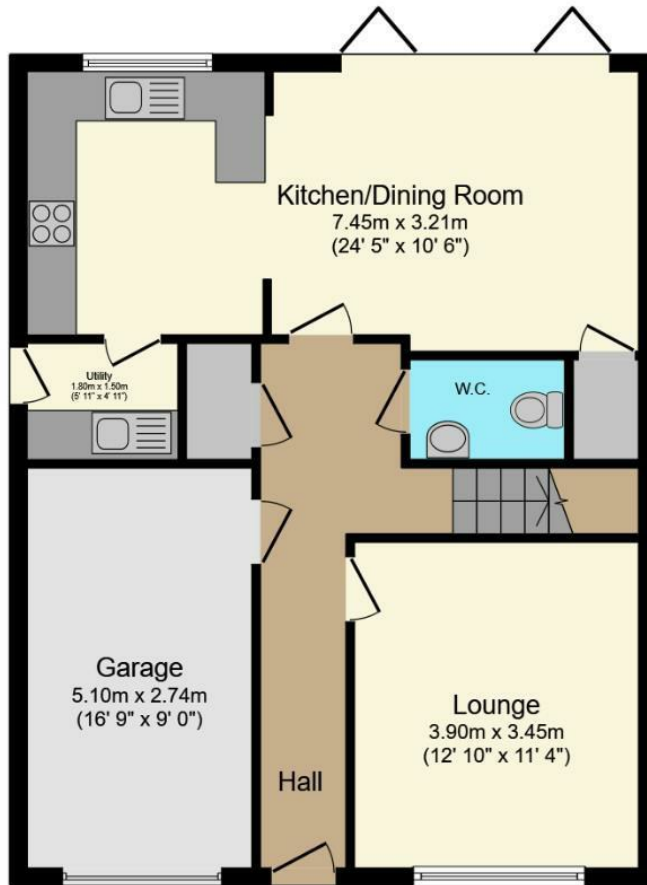 Kitchen/Dining Room
7.45m x 3.21m
(24' 5" x 10' 6")
Utility
1.80m x 1.50m
(5' 11" x 4' 11")
W.C.
Garage
5.10m x 2.74m
(16' 9" x 9' 0")
Lounge
3.90m x 3.45m
(12' 10" x 11' 4")
Hall